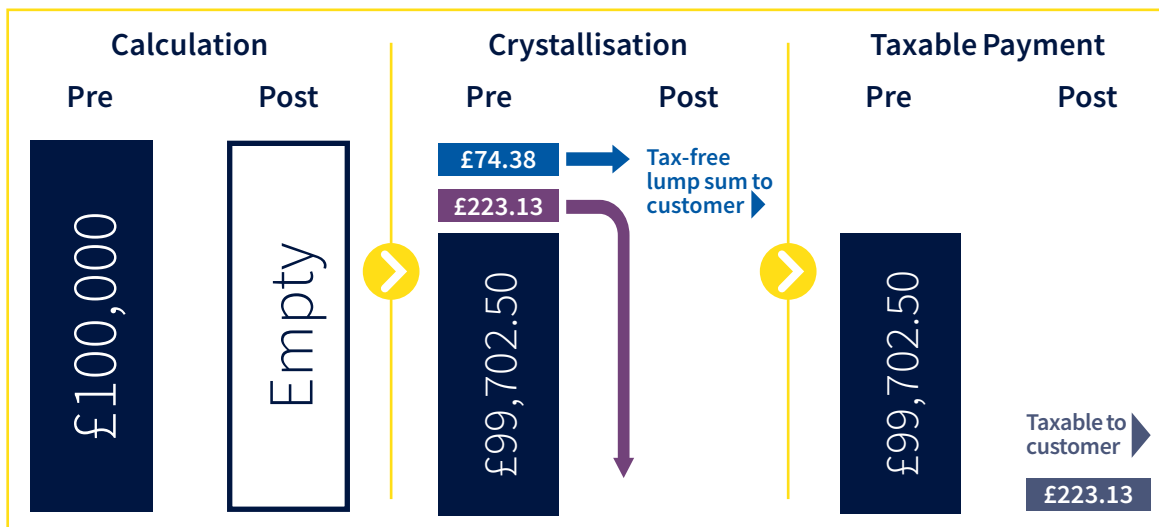 Calculation
Pre
Post
£100,000
Empty
Crystallisation
Pre
Post
£74.38
£223.13
£99,702.50
Tax-free
lump sum to
customer
Taxable Payment
Pre
Post
£99,702.50
Taxable to
customer
£223.13